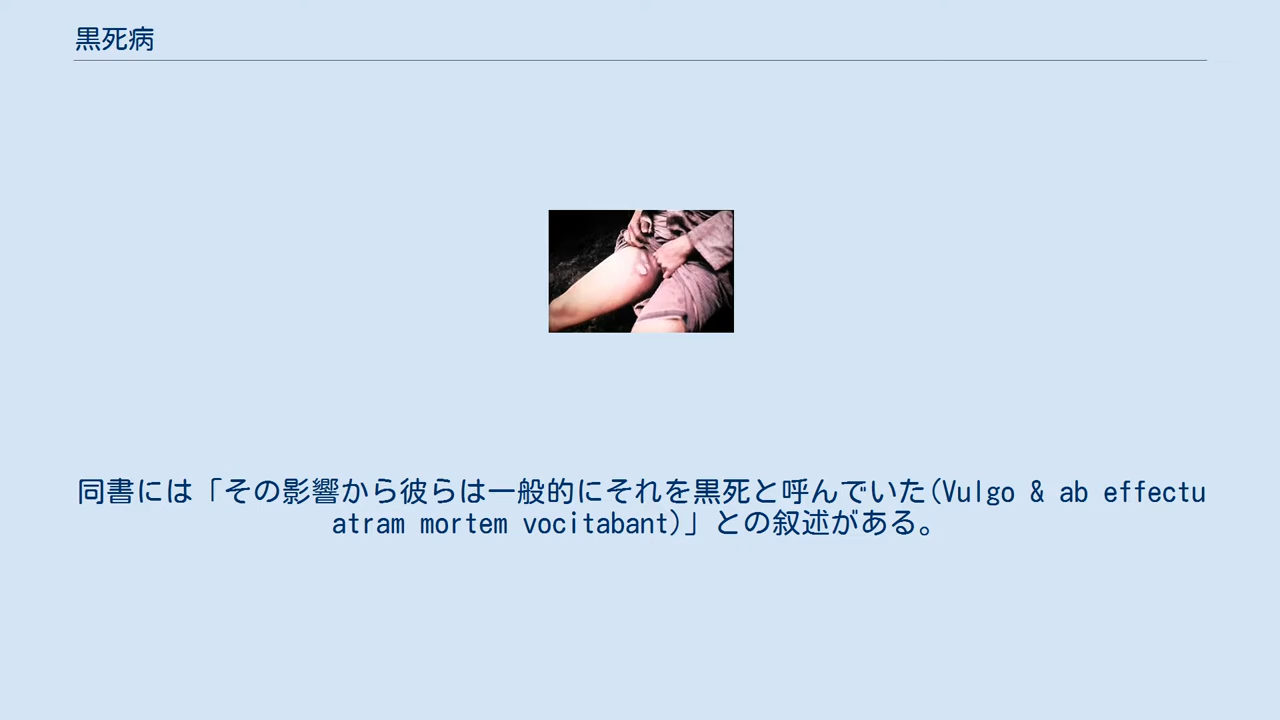 黒死病
同書には「その影響から彼らは一般的にそれを黒死と呼んでいた(Vulgo & ab effectu
atram mortem vocitabant)」との叙述がある。